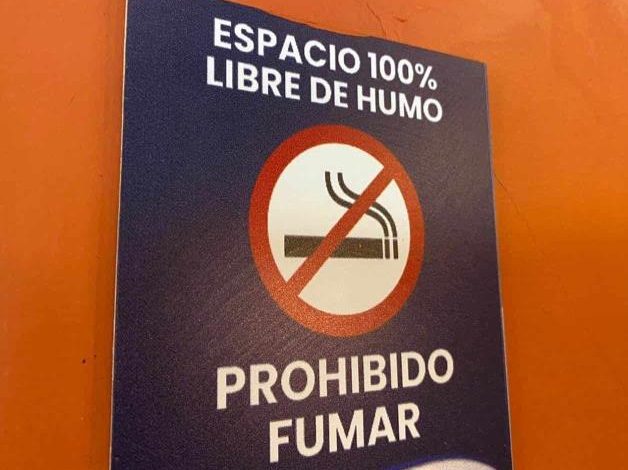 ESPACIO 100%
LIBRE DE HUMO
PROHIBIDO
FUMAR